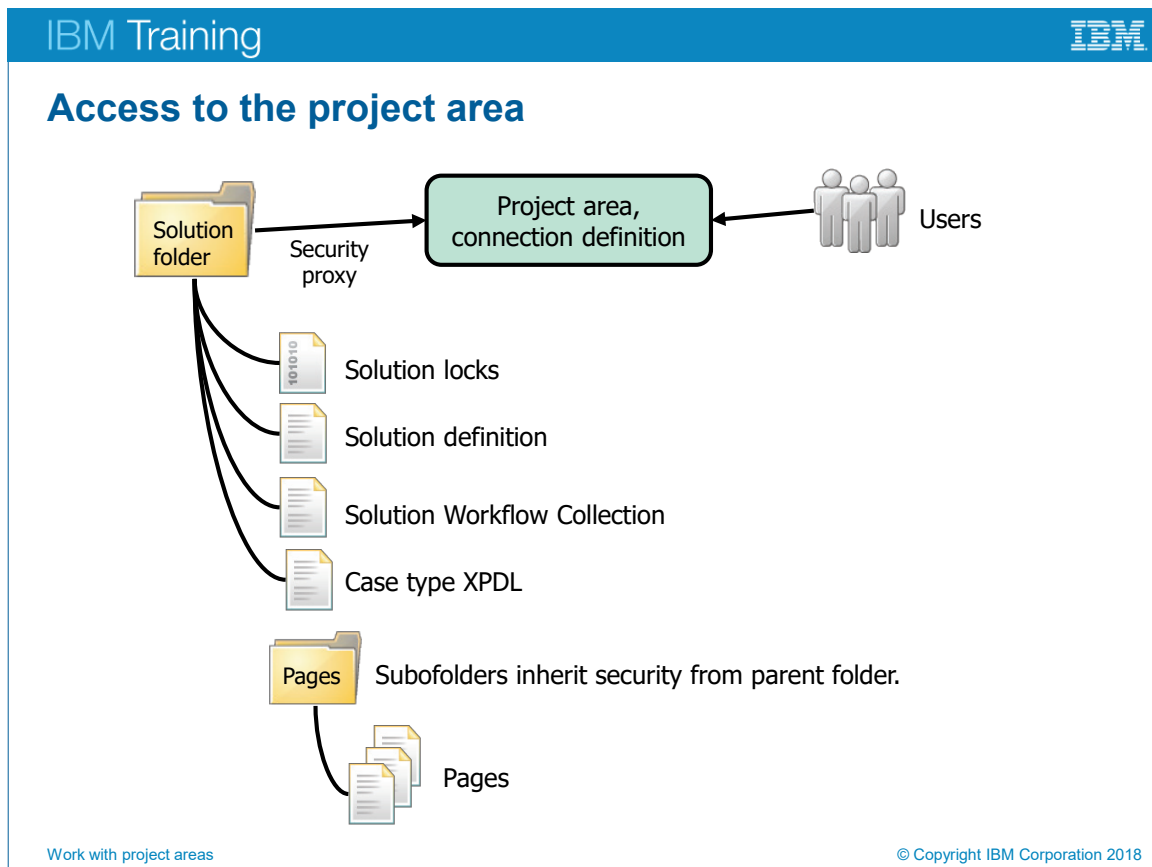 IBM Training
IBM
Access to the project area
Solution
folder
Security
proxy
Project area,
connection definition
Users
101010
Solution locks
Solution definition
Solution Workflow Collection
Case type XPDL
Pages
Subofolders inherit security from parent folder.
Pages
Work with project areas
© Copyright IBM Corporation 2018